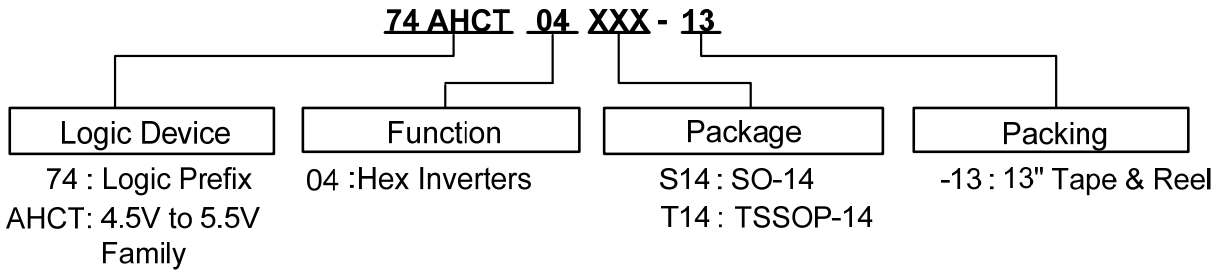 74 AHCT 04 XXX - 13
Logic Device
Function
Package
Packing
74 : Logic Prefix
04 :Hex Inverters
S14 : SO-14
-13 : 13" Tape & Reel
AHCT: 4.5V to 5.5V
T14 : TSSOP-14
Family